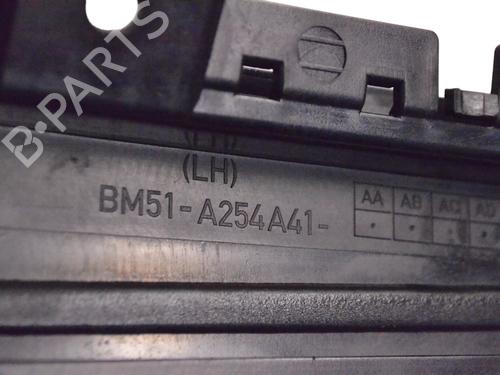 B-PARTS
(LH)
BM51-A254A41-
AA AB AC